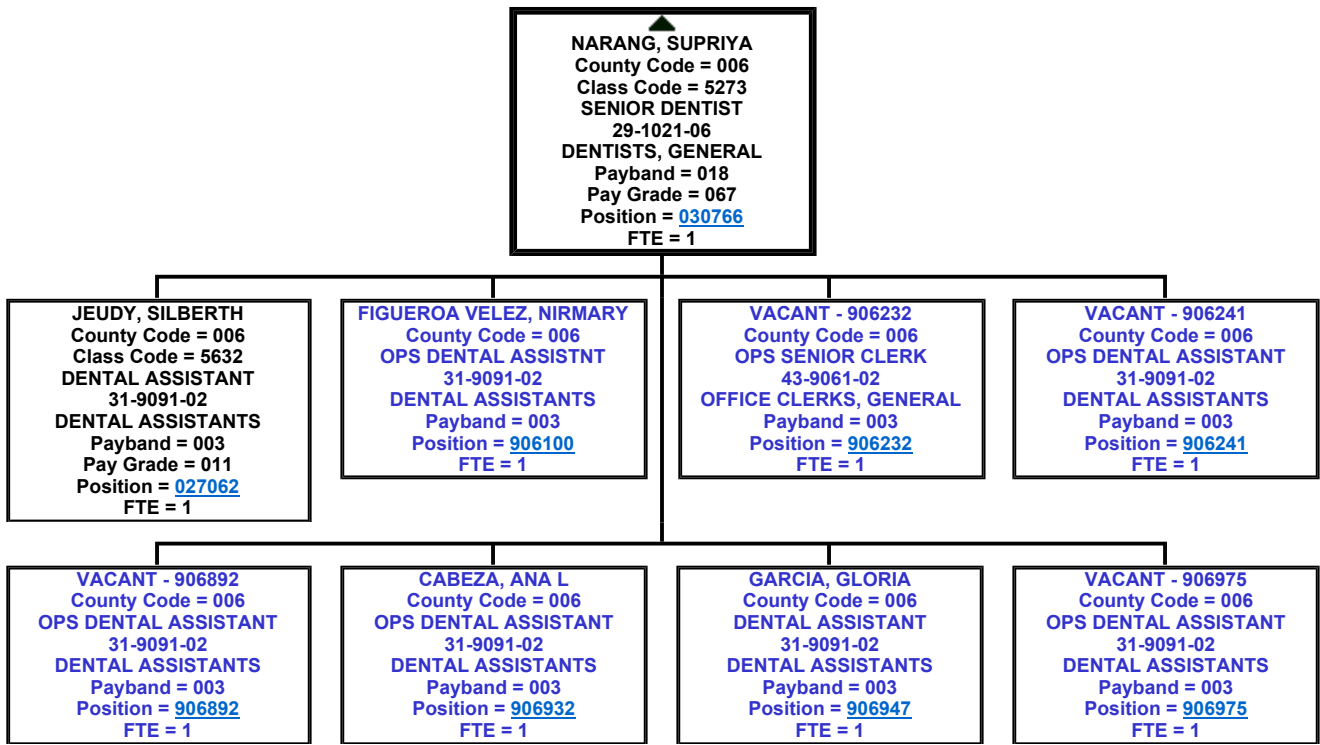 NARANG, SUPRIYA
County Code = 006
Class Code = 5273
SENIOR DENTIST
29-1021-06
DENTISTS, GENERAL
Payband = 018
Pay Grade = 067
Position = 030766
FTE = 1
JEUDY, SILBERTH
County Code = 006
Class Code = 5632
DENTAL ASSISTANT
31-9091-02
DENTAL ASSISTANTS
Payband = 003
Pay Grade = 011
Position = 027062
FTE = 1
FIGUEROA VELEZ, NIRMARY
County Code = 006
OPS DENTAL ASSISTNT
31-9091-02
DENTAL ASSISTANTS
Payband = 003
Position = 906100
FTE = 1
VACANT - 906232
County Code = 006
OPS SENIOR CLERK
43-9061-02
OFFICE CLERKS, GENERAL
Payband = 003
Position = 906232
FTE = 1
VACANT - 906241
County Code = 006
OPS DENTAL ASSISTANT
31-9091-02
DENTAL ASSISTANTS
Payband = 003
Position = 906241
FTE = 1
VACANT - 906892
County Code = 006
OPS DENTAL ASSISTANT
31-9091-02
DENTAL ASSISTANTS
Payband = 003
Position = 906892
FTE = 1
CABEZA, ANA L
County Code = 006
OPS DENTAL ASSISTANT
31-9091-02
DENTAL ASSISTANTS
Payband = 003
Position = 906932
FTE = 1
GARCIA, GLORIA
County Code = 006
DENTAL ASSISTANT
31-9091-02
DENTAL ASSISTANTS
Payband = 003
Position = 906947
FTE = 1
VACANT - 906975
County Code = 006
OPS DENTAL ASSISTANT
31-9091-02
DENTAL ASSISTANTS
Payband = 003
Position = 906975
FTE = 1